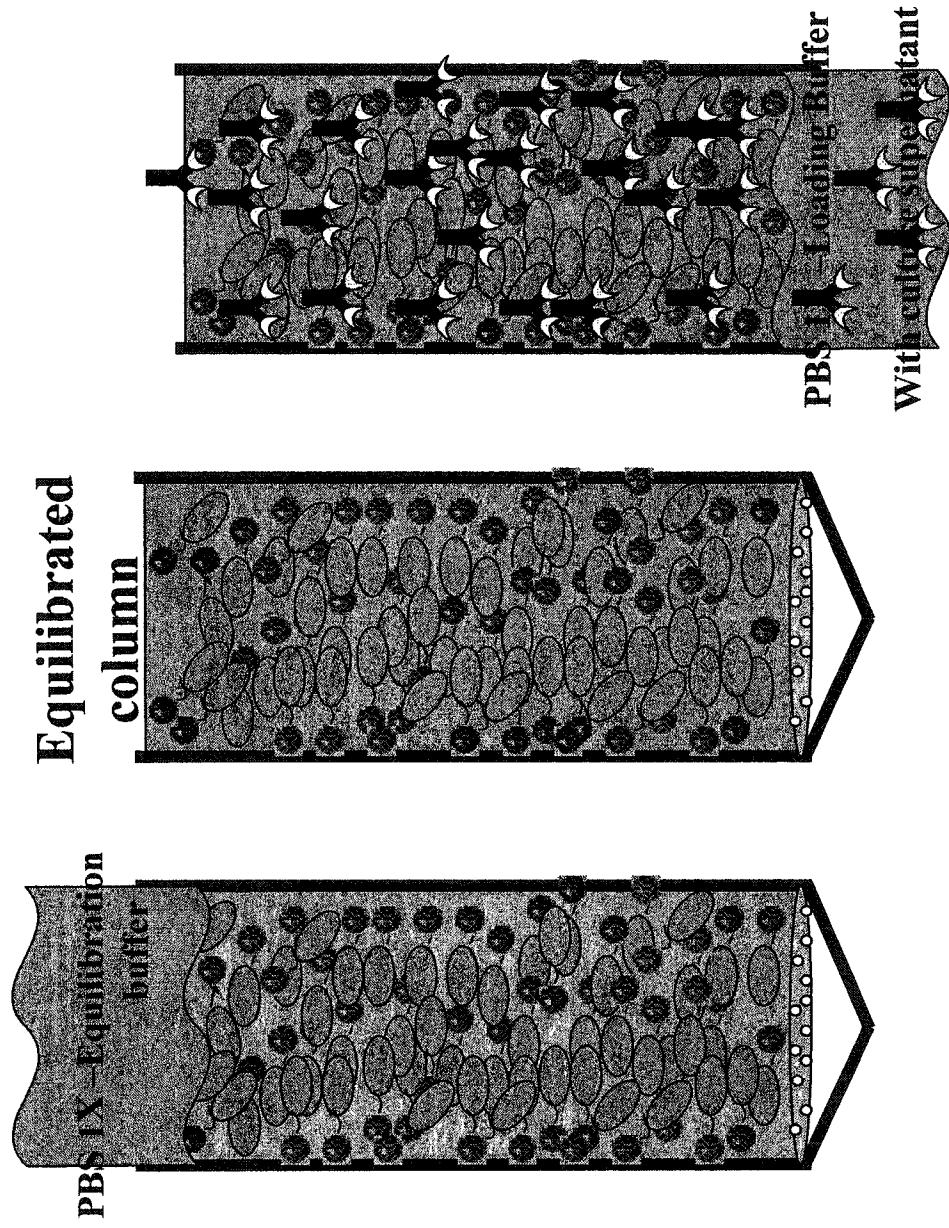 PBS 1X –Equilibration
buffer
Equilibrated
column
PBS 1X –Loading Buffer
With culture supernatant